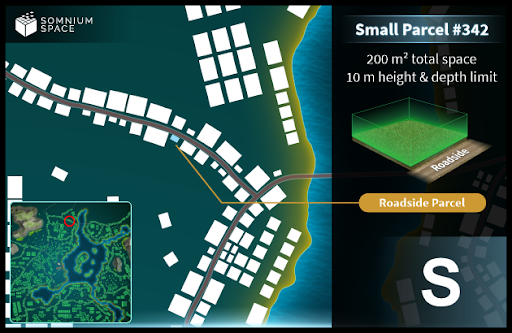 SOMNIUM
SPACE
Small Parcel #342
200 m² total space
10 m height & depth limit
Roadside
Roadside Parcel
S